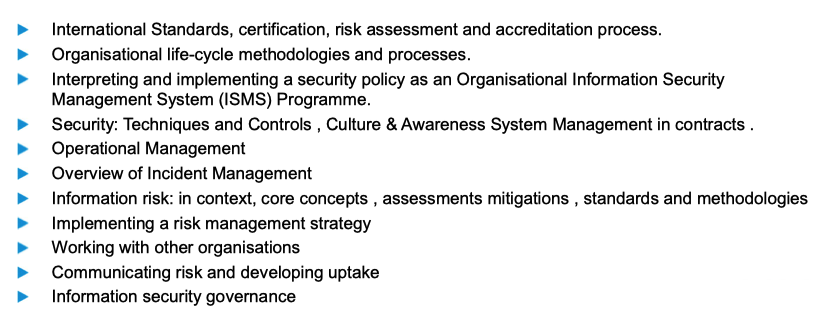 International Standards, certification, risk assessment and accreditation process.
Organisational life-cycle methodologies and processes.
Interpreting and implementing a security policy as an Organisational Information Security
Management System (ISMS) Programme.
Security: Techniques and Controls , Culture & Awareness System Management in contracts .
Operational Management
Overview of Incident Management
Information risk: in context, core concepts , assessments mitigations , standards and methodologies
Implementing a risk management strategy
Working with other organisations
Communicating risk and developing uptake
Information security governance